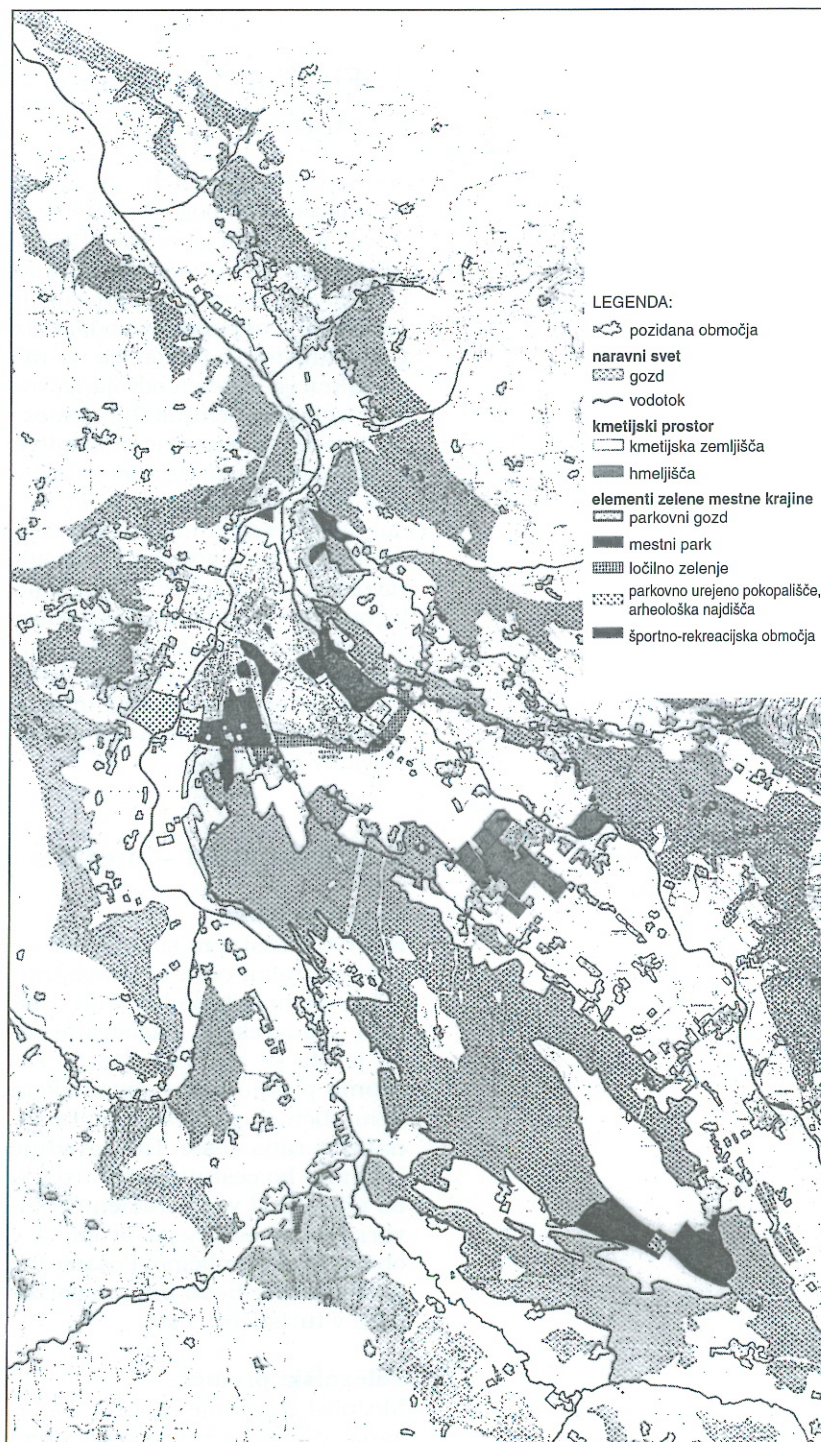 LEGENDA:
pozidana območja
naravni svet
gozd
vodotok
kmetijski prostor
kmetijska zemljišča
hmeljišča
elementi zelene mestne krajine
parkovni gozd
mestni park
ločilno zelenje
parkovno urejeno pokopališče,
arheološka najdišča
športno-rekreacijska območja